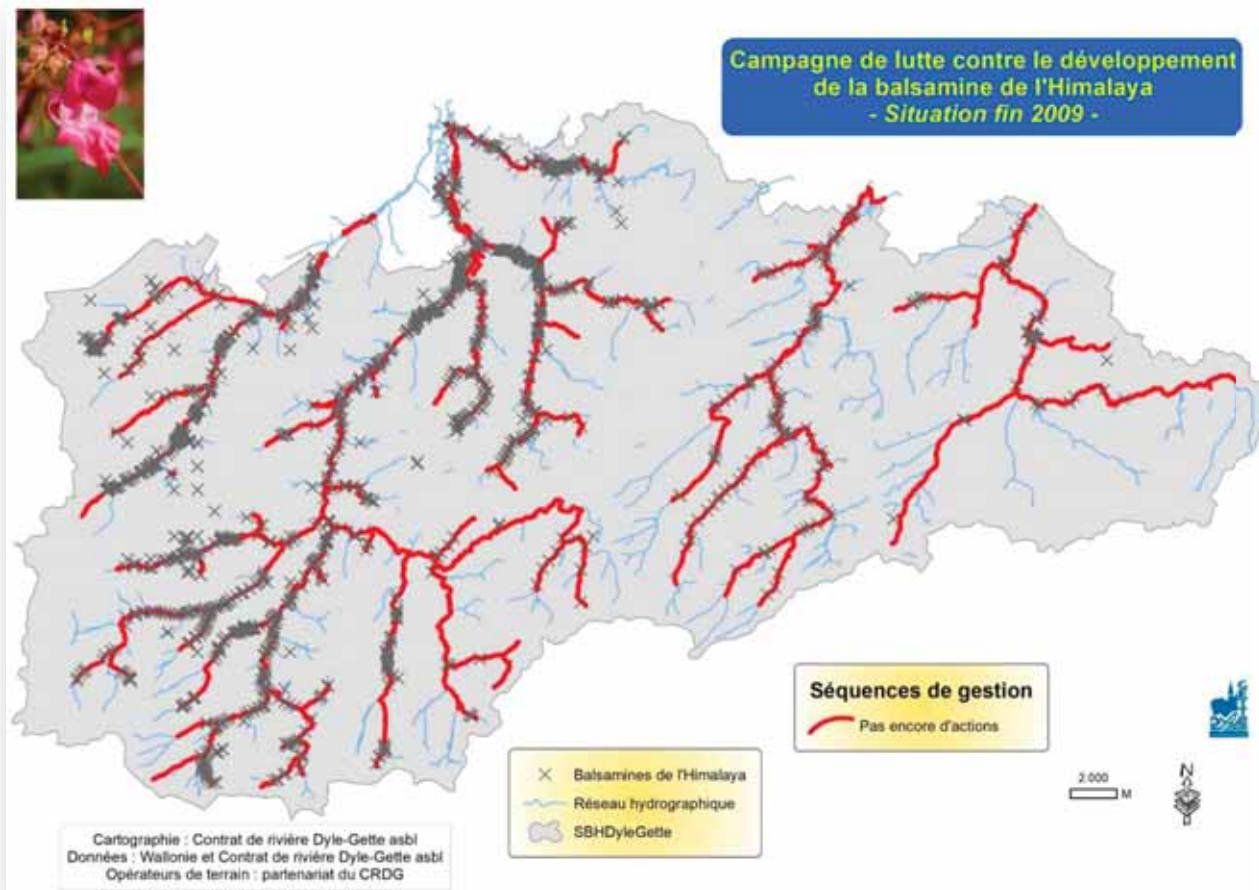 Campagne de lutte contre le développement
de la balsamine de l'Himalaya
- Situation fin 2009 -
Séquences de gestion
Pas encore d'actions
Balsamines de l'Himalaya
Réseau hydrographique
SBHDyleGette
2.000
M
N
Cartographie : Contrat de rivière Dyle-Gette asbl
Données : Wallonie et Contrat de rivière Dyle-Gette asbl
Opérateurs de terrain : partenariat du CRDG